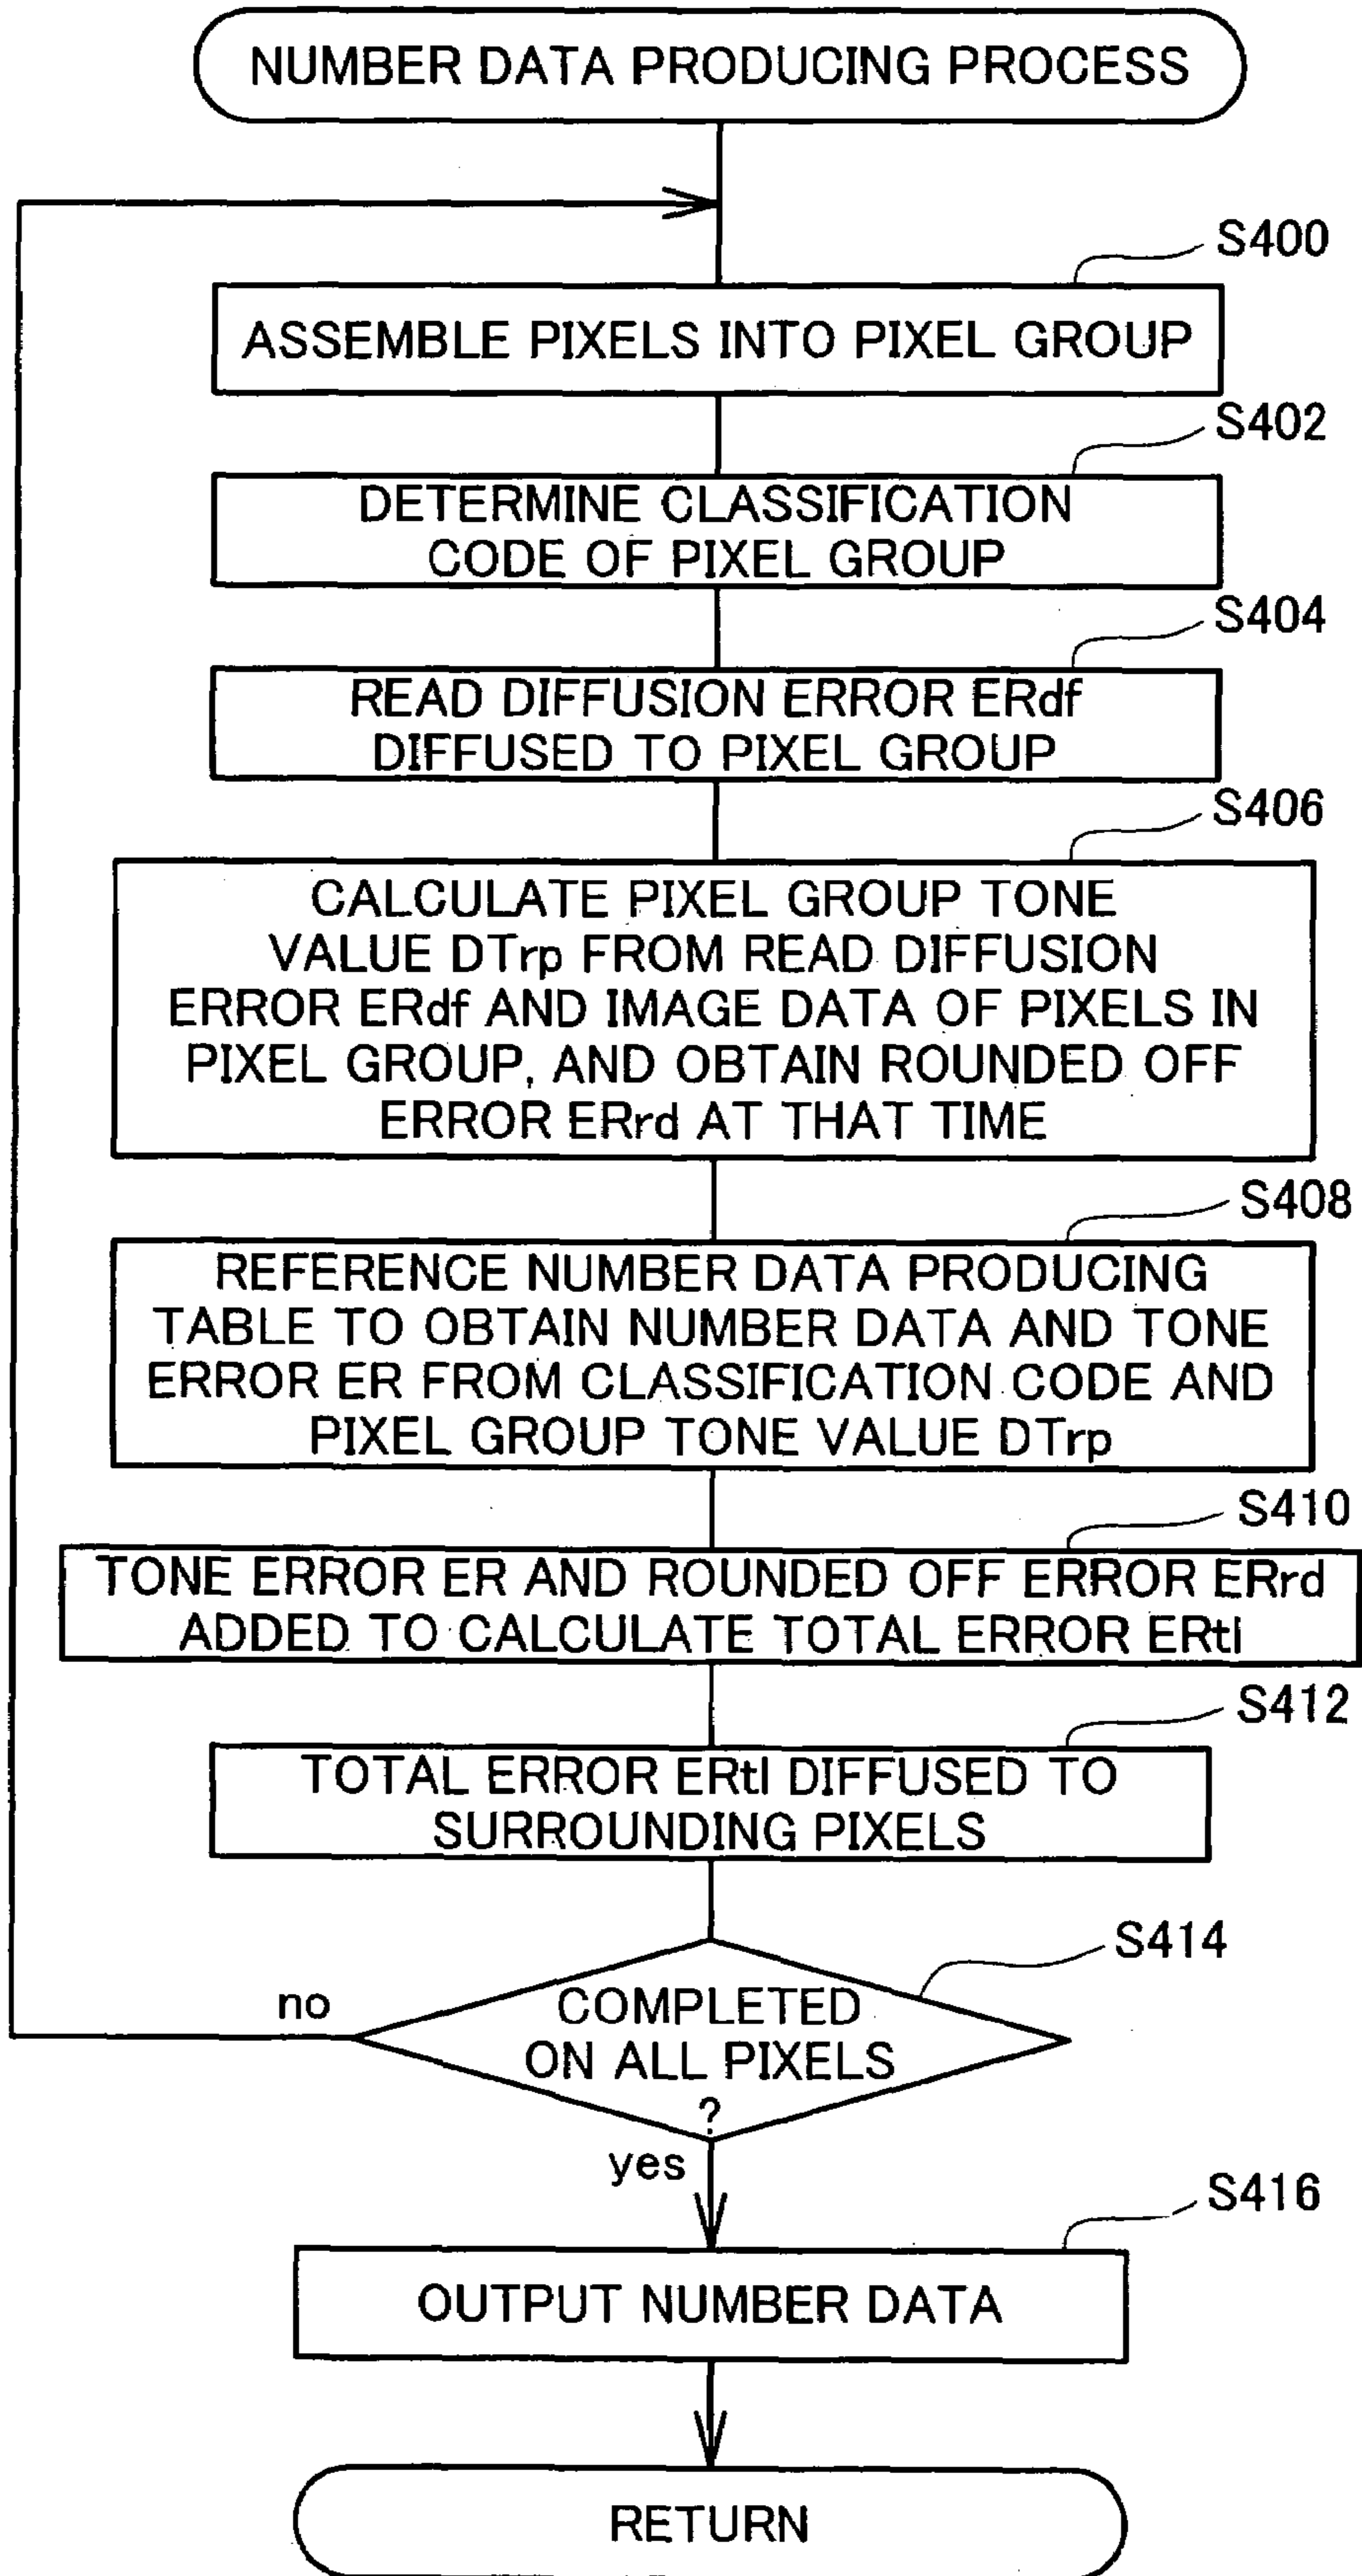 NUMBER DATA PRODUCING PROCESS
S400
ASSEMBLE PIXELS INTO PIXEL GROUP
S402
DETERMINE CLASSIFICATION
CODE OF PIXEL GROUP
S404
READ DIFFUSION ERROR ERdf
DIFFUSED TO PIXEL GROUP
S406
CALCULATE PIXEL GROUP TONE
VALUE DTrp FROM READ DIFFUSION
ERROR ERdf AND IMAGE DATA OF PIXELS IN
PIXEL GROUP, AND OBTAIN ROUNDED OFF
ERROR ERrd AT THAT TIME
S408
REFERENCE NUMBER DATA PRODUCING
TABLE TO OBTAIN NUMBER DATA AND TONE
ERROR ER FROM CLASSIFICATION CODE AND
PIXEL GROUP TONE VALUE DTrp
S410
TONE ERROR ER AND ROUNDED OFF ERROR ERrd
ADDED TO CALCULATE TOTAL ERROR ERtl
S412
TOTAL ERROR ERtl DIFFUSED TO
SURROUNDING PIXELS
S414
no
COMPLETED
ON ALL PIXELS
?
yes
S416
OUTPUT NUMBER DATA
RETURN